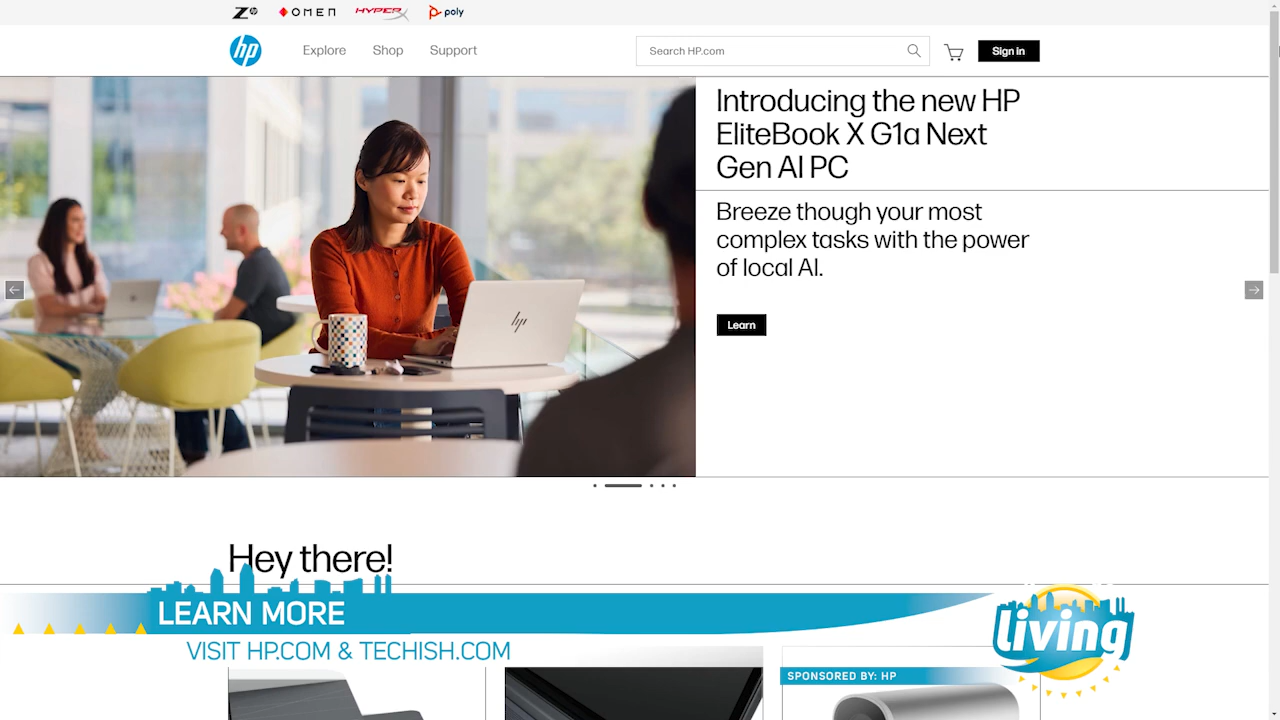 hp
OMEN
HYPERX
poly
hp
Explore
Shop
Support
Search HP.com
Sign in
Introducing the new HP
EliteBook X G1a Next
Gen AI PC
Breeze though your most
complex tasks with the power
of local AI.
Learn
hp
Hey there!
LEARN MORE
VISIT HP.COM & TECHISH.COM
living
SPONSORED BY: HP